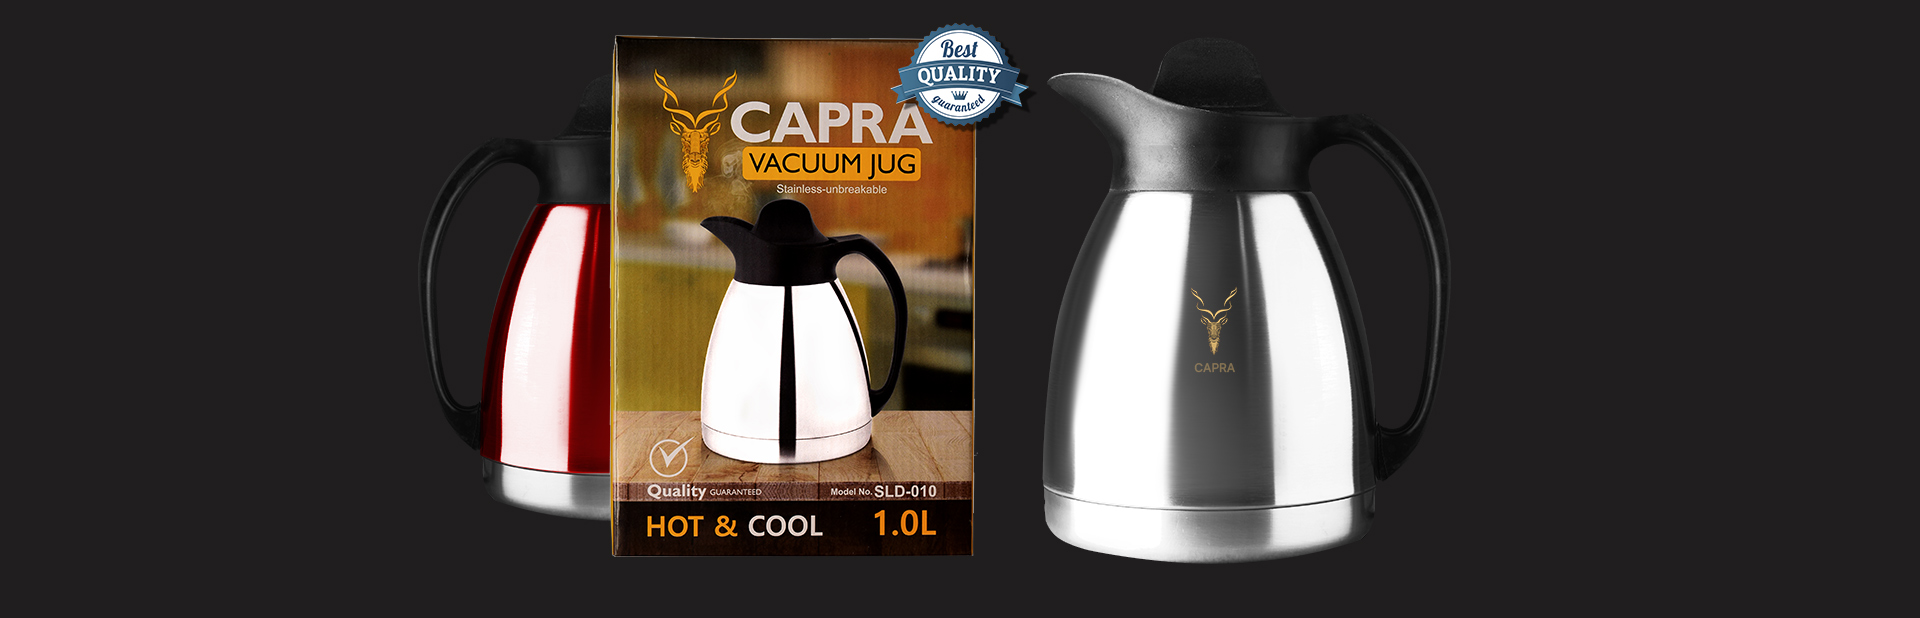 Best
QUALITY
guaranteed
CAPRA
VACUUM JUG
Stainless-unbreakable
Quality GUARANTEED
Model No. SLD-010
HOT & COOL
1.0L
CAPRA